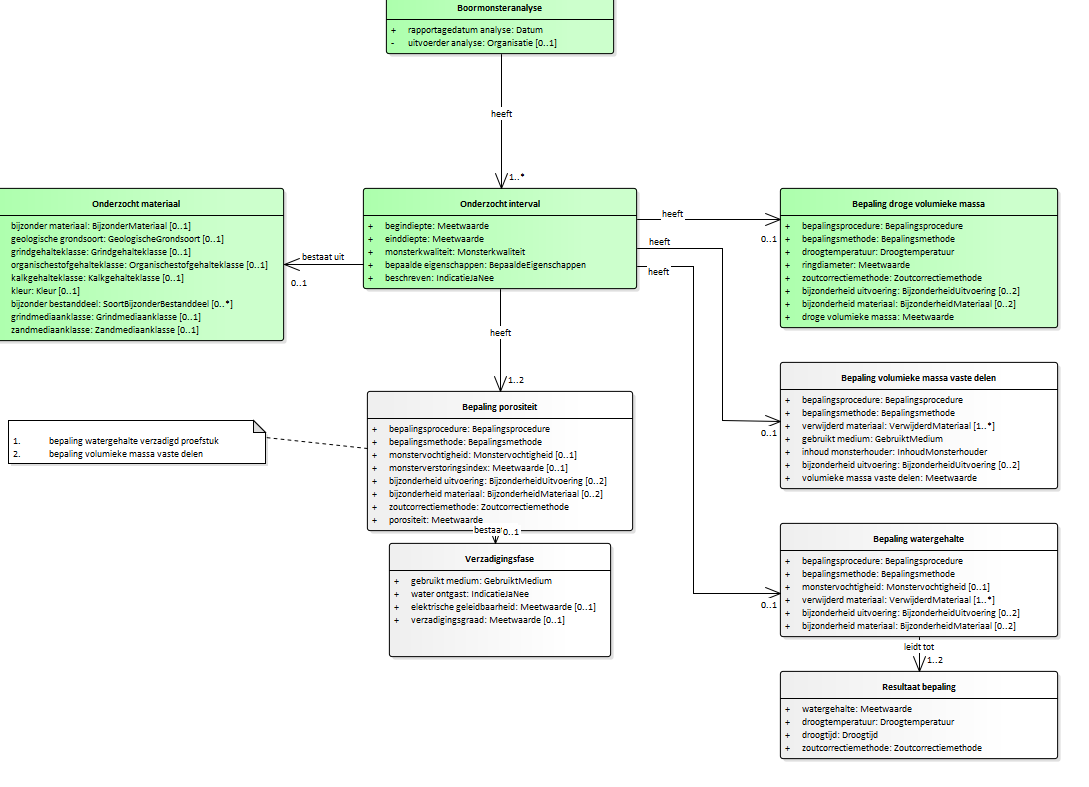 Boormonsteranalyse
+ rapportagedatum analyse: Datum
- uitvoerder analyse: Organisatie [0..1]
heeft
1..*
Onderzocht materiaal
bijzonder materiaal: BijzonderMateriaal [0..1]
geologische grondsoort: GeologischeGrondsoort [0..1]
grindgehalteklasse: Grindgehalteklasse [0..1]
organischestofgehalteklasse: Organischestofgehalteklasse [0..1]
kalkgehalteklasse: Kalkgehalteklasse [0..1]
kleur: Kleur [0..1]
bijzonder bestanddeel: SoortBijzonderBestanddeel [0..*]
grindmediaanklasse: Grindmediaanklasse [0..1]
zandmediaanklasse: Zandmediaanklasse [0..1]
bestaat uit
0..1
Onderzocht interval
+ begindiepte: Meetwaarde
+ einddiepte: Meetwaarde
+ monsterkwaliteit: Monsterkwaliteit
+ bepaalde eigenschappen: BepaaldeEigenschappen
+ beschreven: IndicatieJaNee
heeft
0..1
heeft
0..1
heeft
0..1
Bepaling droge volumieke massa
+ bepalingsprocedure: Bepalingsprocedure
+ bepalingsmethode: Bepalingsmethode
+ droogtemperatuur: Droogtemperatuur
+ ringdiameter: Meetwaarde
+ zoutcorrectiemethode: Zoutcorrectiemethode
+ bijzonderheid uitvoering: BijzonderheidUitvoering [0..2]
+ bijzonderheid materiaal: BijzonderheidMateriaal [0..2]
+ droge volumieke massa: Meetwaarde
heeft
1..2
Bepaling volumieke massa vaste delen
+ bepalingsprocedure: Bepalingsprocedure
+ bepalingsmethode: Bepalingsmethode
+ verwijderd materiaal: VerwijderdMateriaal [1..*]
+ gebruikt medium: GebruiktMedium
+ inhoud monsterhouder: InhoudMonsterhouder
+ bijzonderheid uitvoering: BijzonderheidUitvoering [0..2]
+ volumieke massa vaste delen: Meetwaarde
1. bepaling watergehalte verzadigd proefstuk
2. bepaling volumieke massa vaste delen
Bepaling porositeit
+ bepalingsprocedure: Bepalingsprocedure
+ bepalingsmethode: Bepalingsmethode
+ monstervochtigheid: Monstervochtigheid [0..1]
+ monsterverstoringsindex: Meetwaarde [0..1]
+ bijzonderheid uitvoering: BijzonderheidUitvoering [0..2]
+ bijzonderheid materiaal: BijzonderheidMateriaal [0..2]
+ zoutcorrectiemethode: Zoutcorrectiemethode
+ porositeit: Meetwaarde
0..1
Verzadigingsfase
+ gebruikt medium: GebruiktMedium
+ water ontgast: IndicatieJaNee
+ elektrische geleidbaarheid: Meetwaarde [0..1]
+ verzadigingsgraad: Meetwaarde [0..1]
Bepaling watergehalte
+ bepalingsprocedure: Bepalingsprocedure
+ bepalingsmethode: Bepalingsmethode
+ monstervochtigheid: Monstervochtigheid [0..1]
+ verwijderd materiaal: VerwijderdMateriaal [1..*]
+ bijzonderheid uitvoering: BijzonderheidUitvoering [0..2]
+ bijzonderheid materiaal: BijzonderheidMateriaal [0..2]
leidt tot
1..2
Resultaat bepaling
+ watergehalte: Meetwaarde
+ droogtemperatuur: Droogtemperatuur
+ droogtijd: Droogtijd
+ zoutcorrectiemethode: Zoutcorrectiemethode